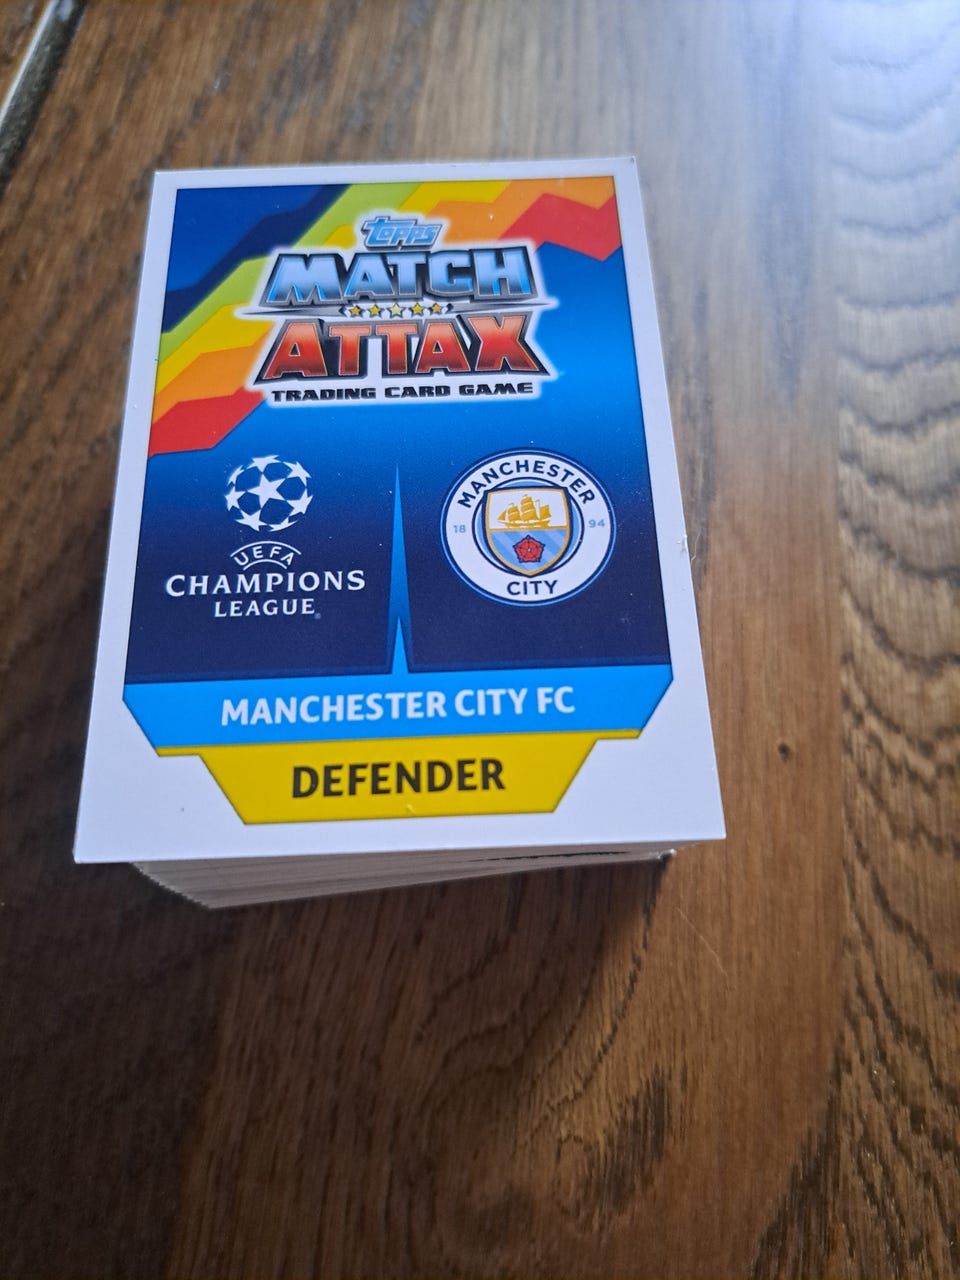 topps
MATCH
ATTAX
TRADING CARD GAME
UEFA
CHAMPIONS
LEAGUE®
MANCHESTER
18 94
CITY
MANCHESTER CITY FC
DEFENDER